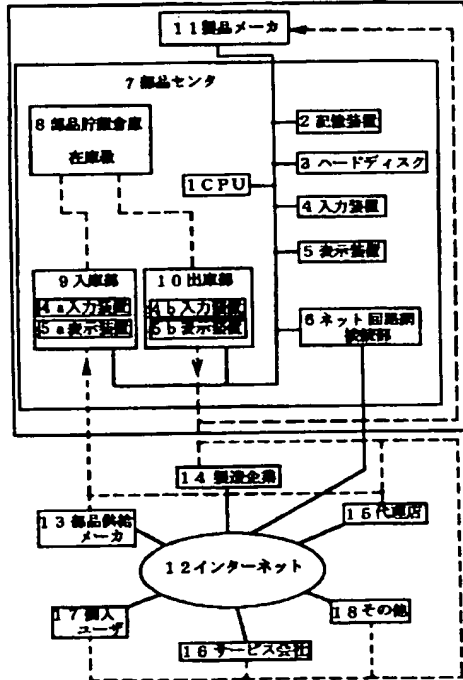 11製品メーカ
7部品センタ
8部品貯蔵倉庫
在庫数
2記憶装置
3ハードディスク
1CPU
4入力装置
5表示装置
9入庫部
4a入力装置
5a表示装置
10出庫部
4b入力装置
5b表示装置
6ネット回路網
接続部
14製造企業
13部品供給
メーカ
15代理店
12インターネット
17個人
ユーザ
18その他
16サービス会社